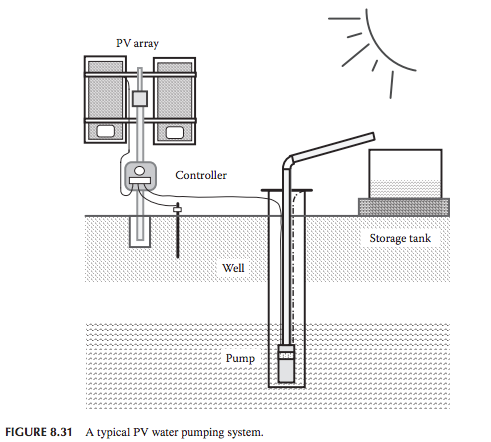 PV array
Controller
Storage tank
Well
Pump
FIGURE 8.31 A typical PV water pumping system.